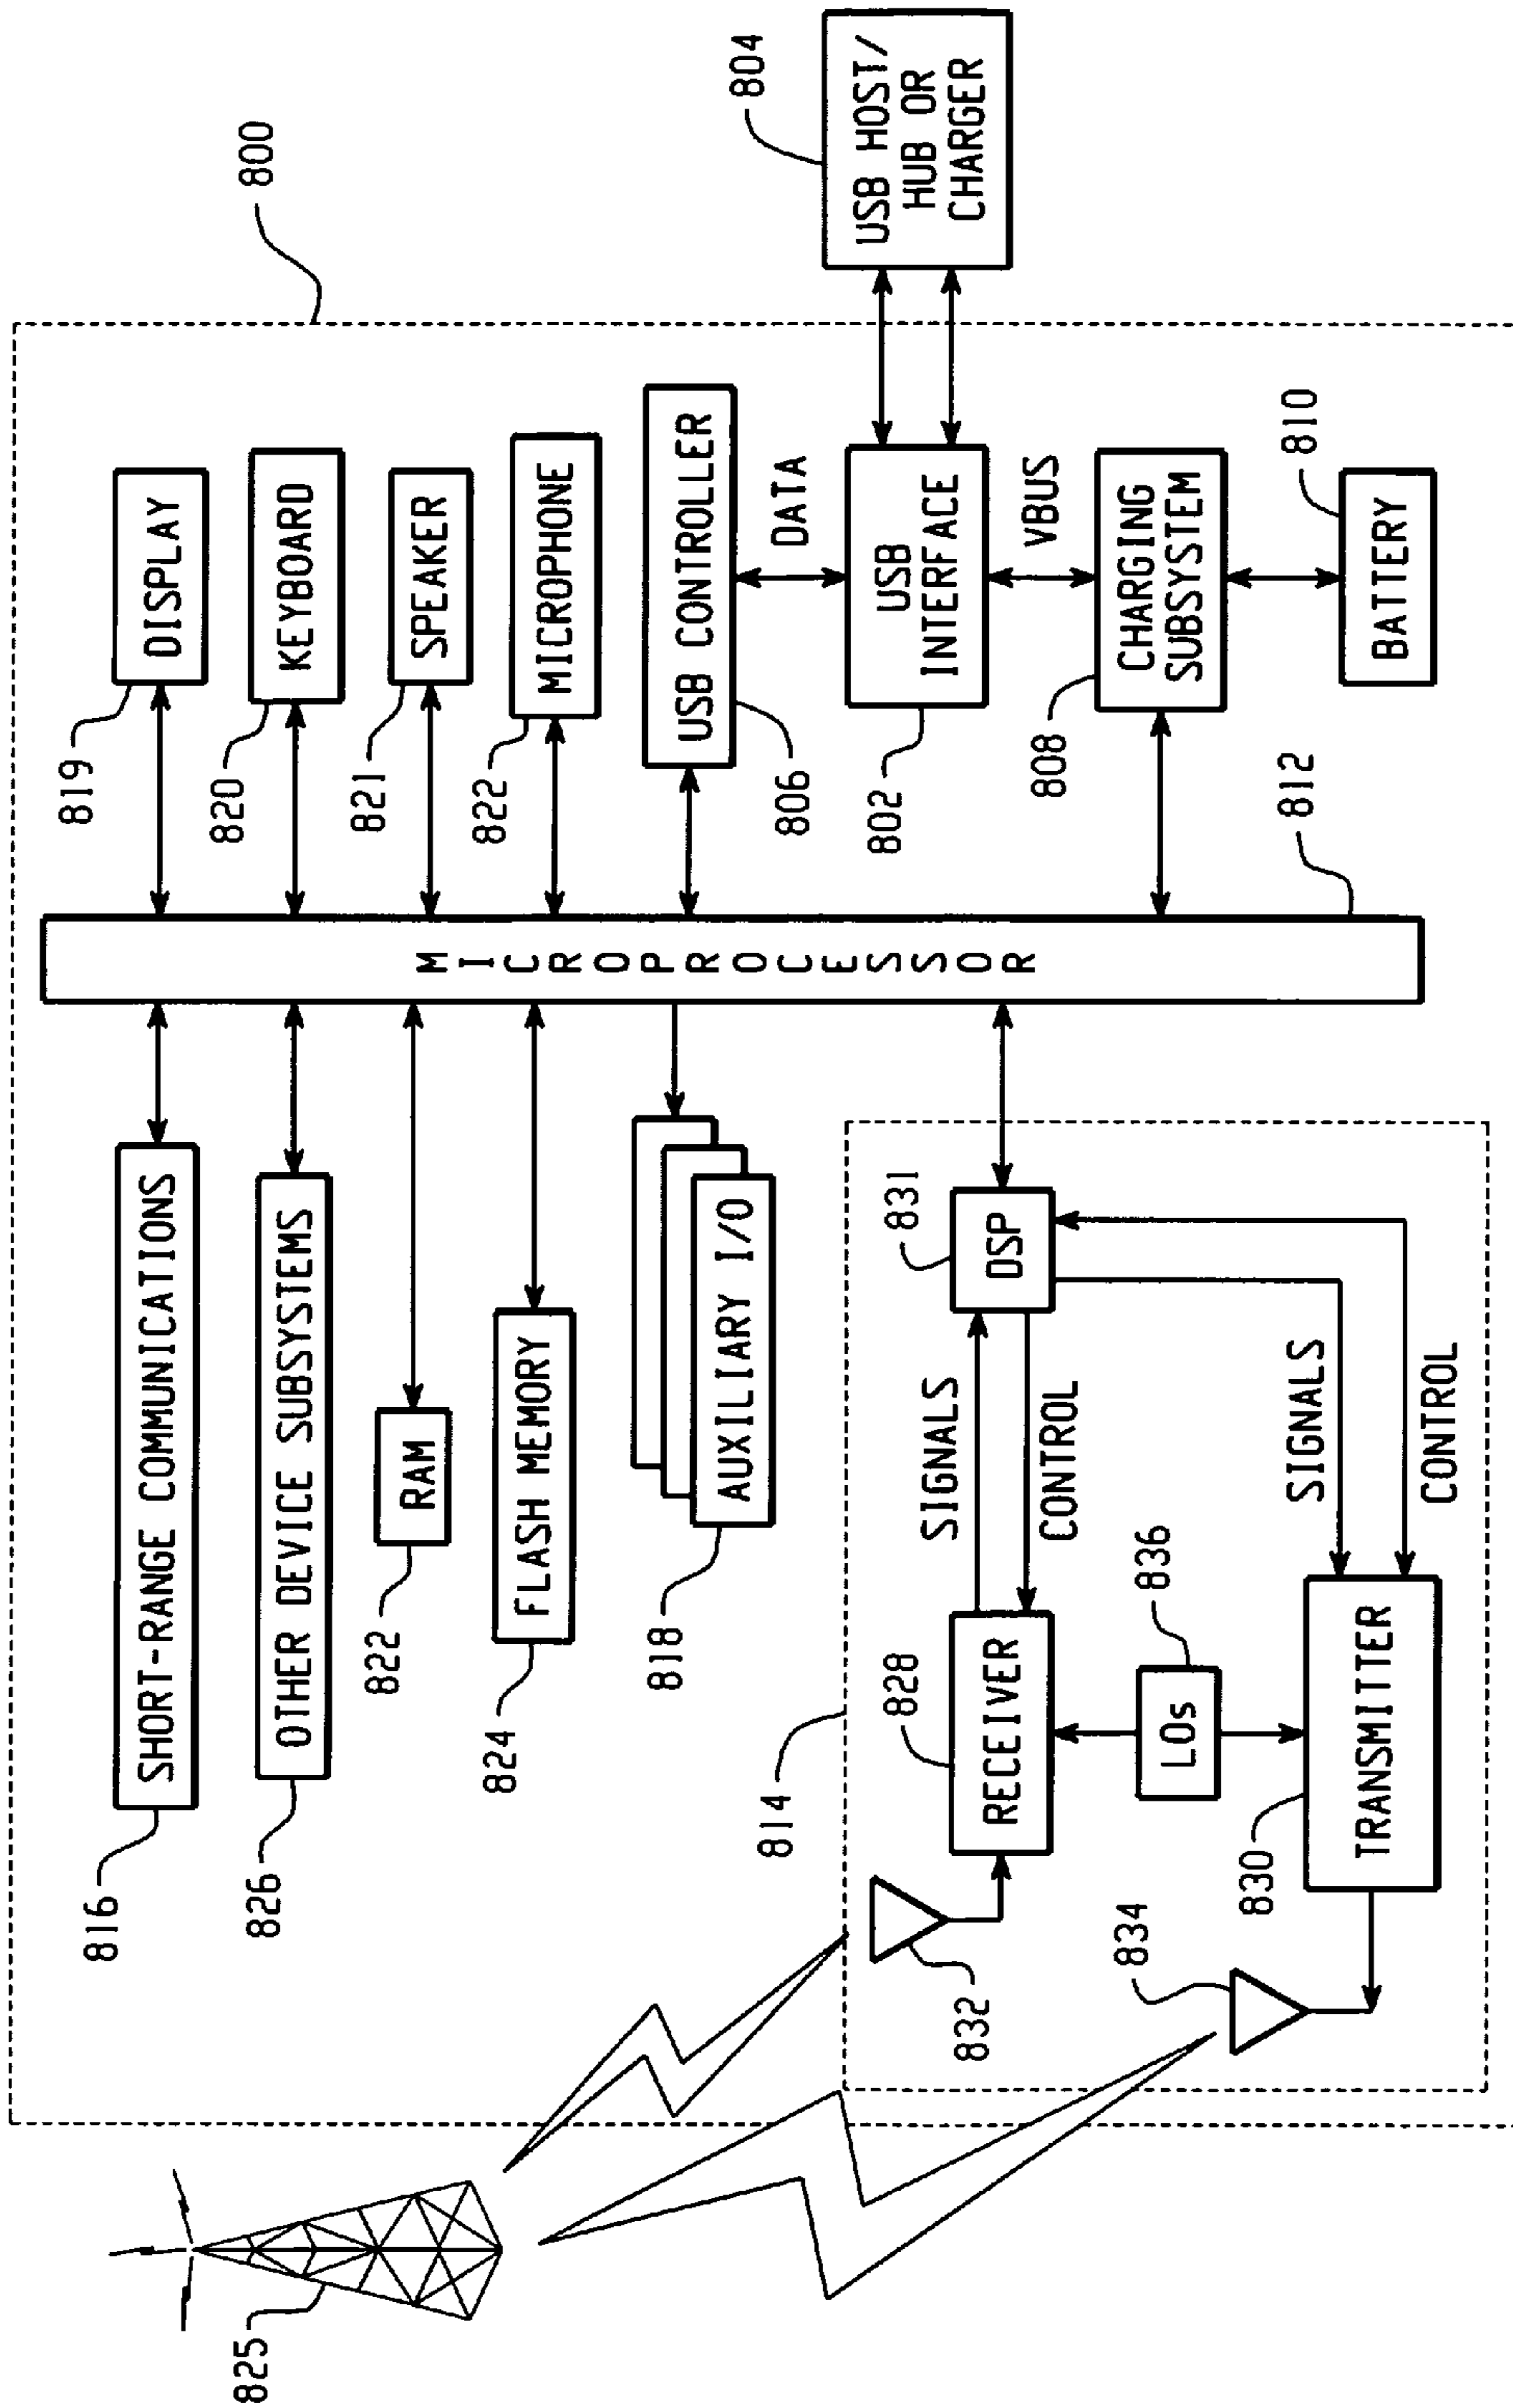 800
804
USB HOST/
HUB OR
CHARGER
819
DISPLAY
820
KEYBOARD
821
SPEAKER
822
MICROPHONE
USB CONTROLLER
806
DATA
802
USB
INTERFACE
VBUS
808
CHARGING
SUBSYSTEM
810
BATTERY
812
MICROPROCESSOR
816
SHORT-RANGE COMMUNICATIONS
826
OTHER DEVICE SUBSYSTEMS
822
RAM
824
FLASH MEMORY
818
AUXILIARY I/O
814
831
DSP
SIGNALS
CONTROL
828
RECEIVER
836
LOs
SIGNALS
CONTROL
830
TRANSMITTER
832
834
825